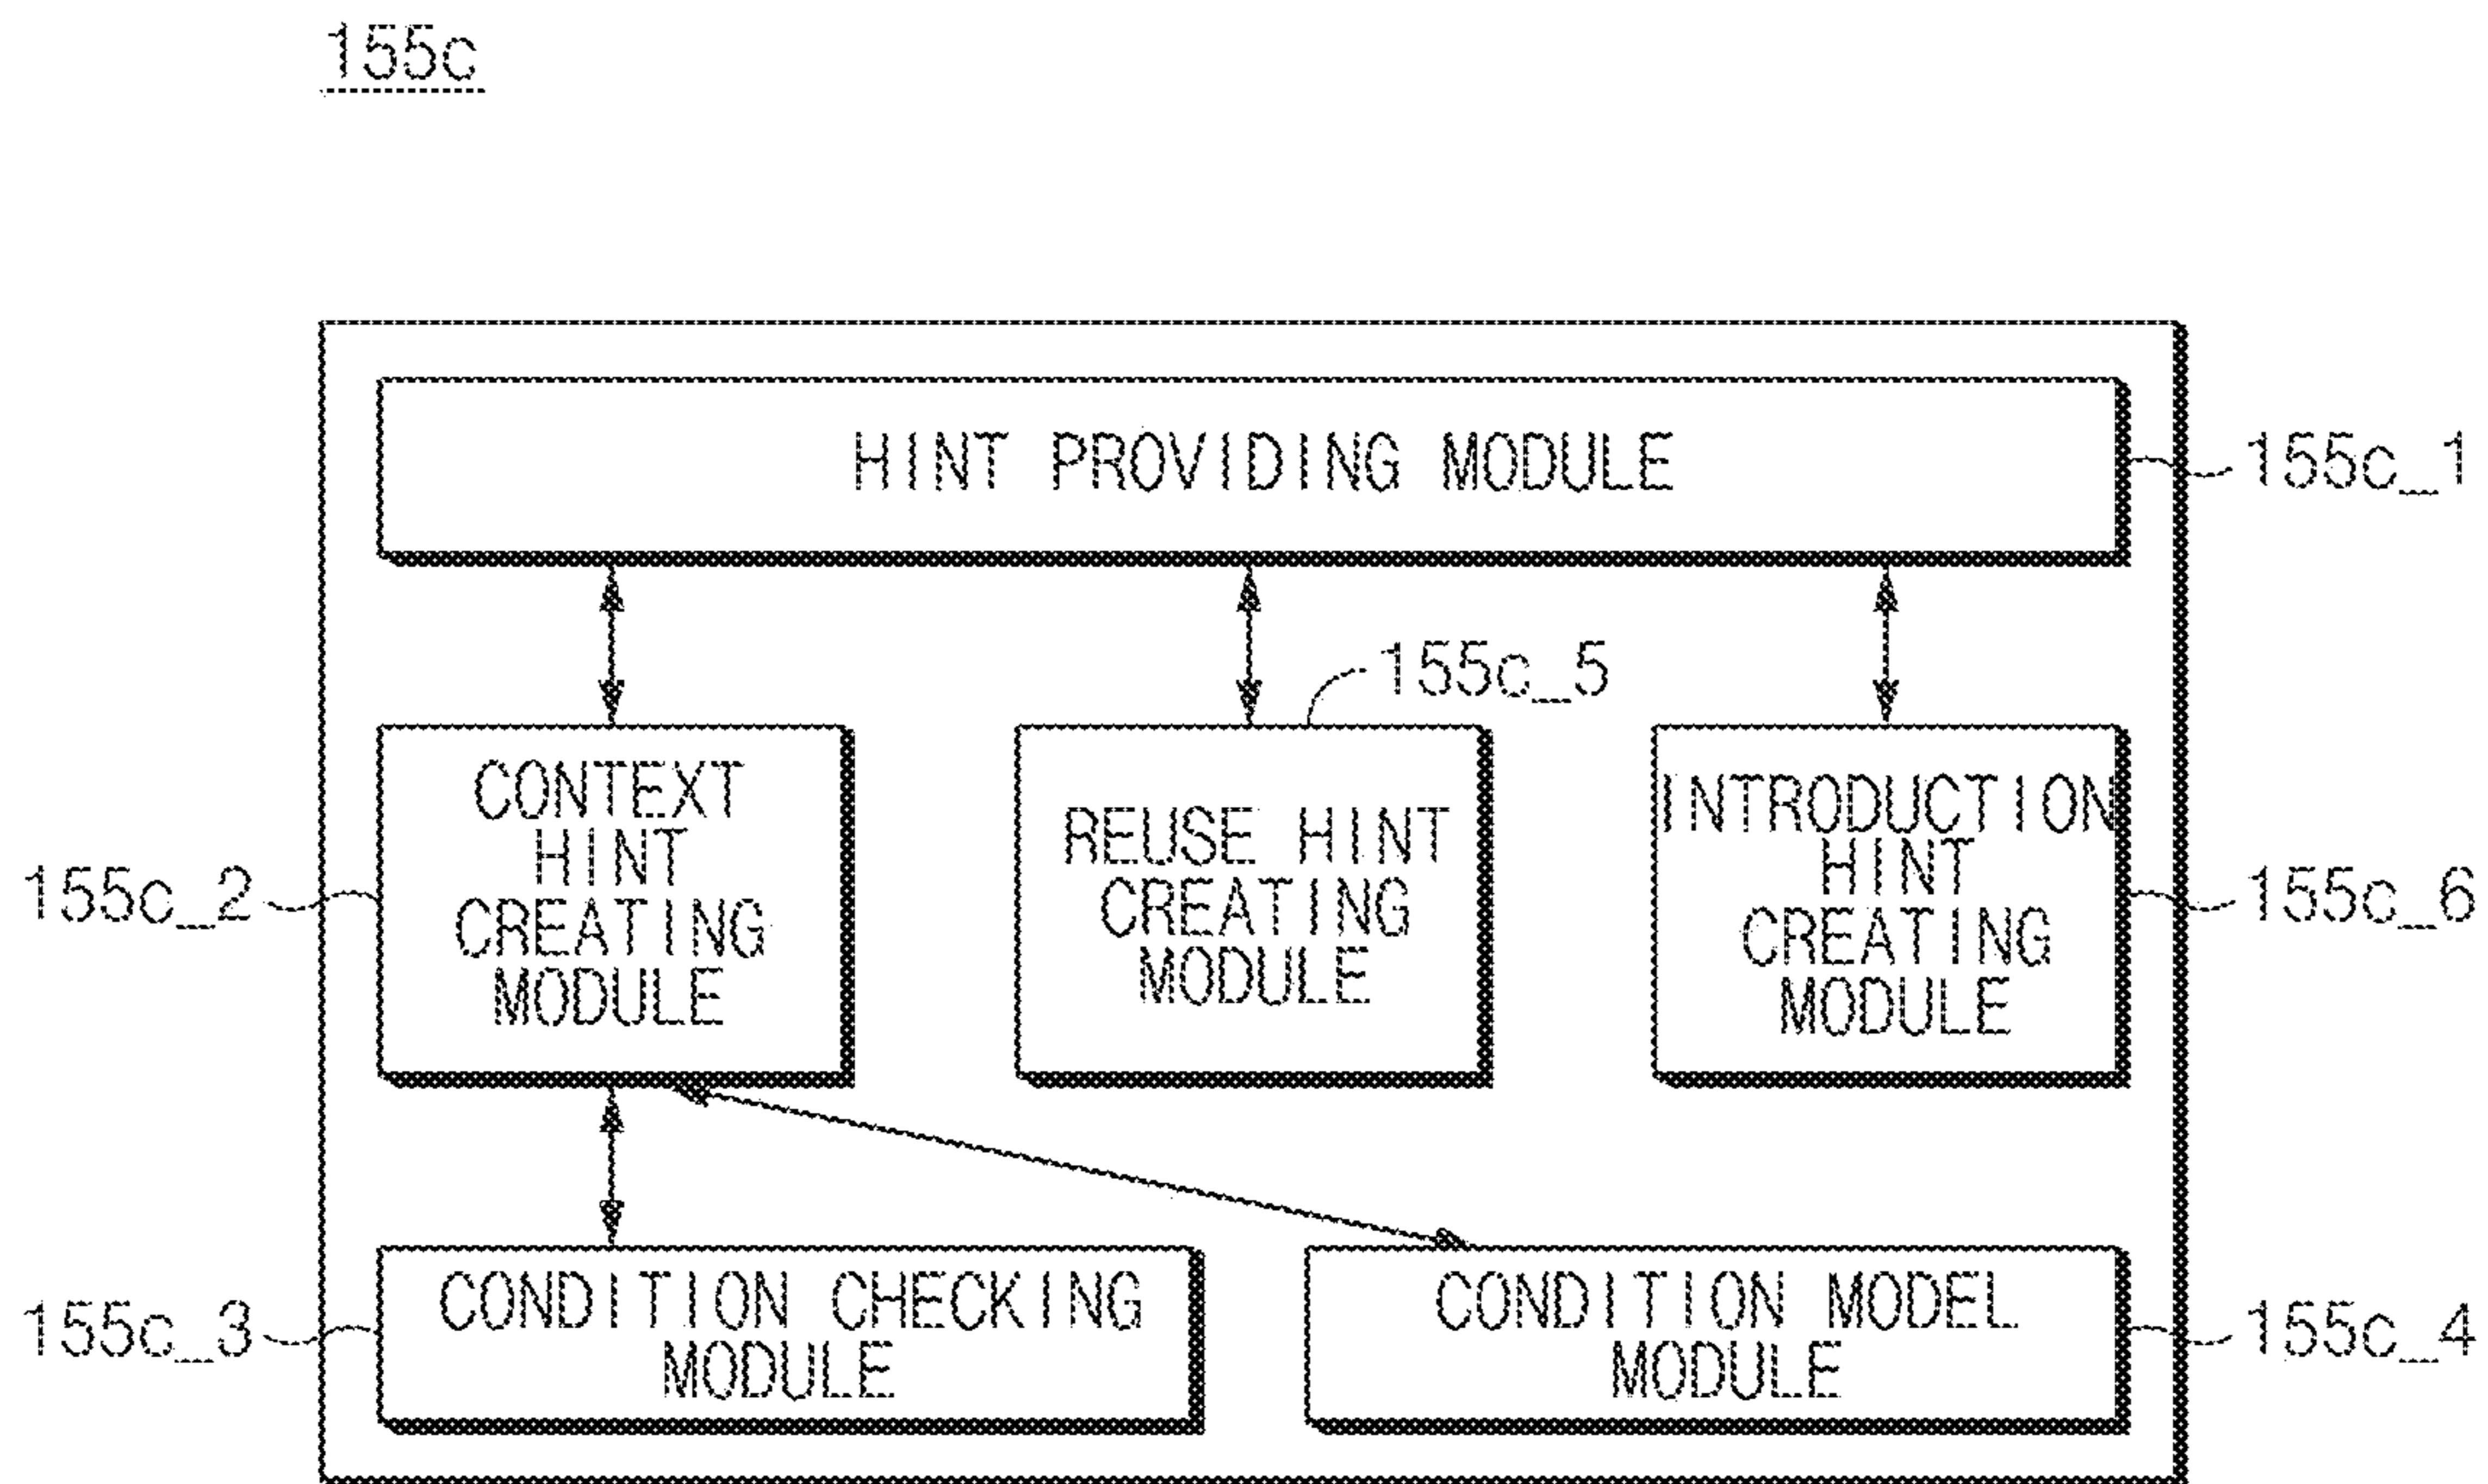 155c
HINT PROVIDING MODULE
155c_1
155c_5
CONTEXT
HINT
CREATING
MODULE
155c_2
REUSE HINT
CREATING
MODULE
INTRODUCTION
HINT
CREATING
MODULE
155c_6
CONDITION CHECKING
MODULE
155c_3
CONDITION MODEL
MODULE
155c_4